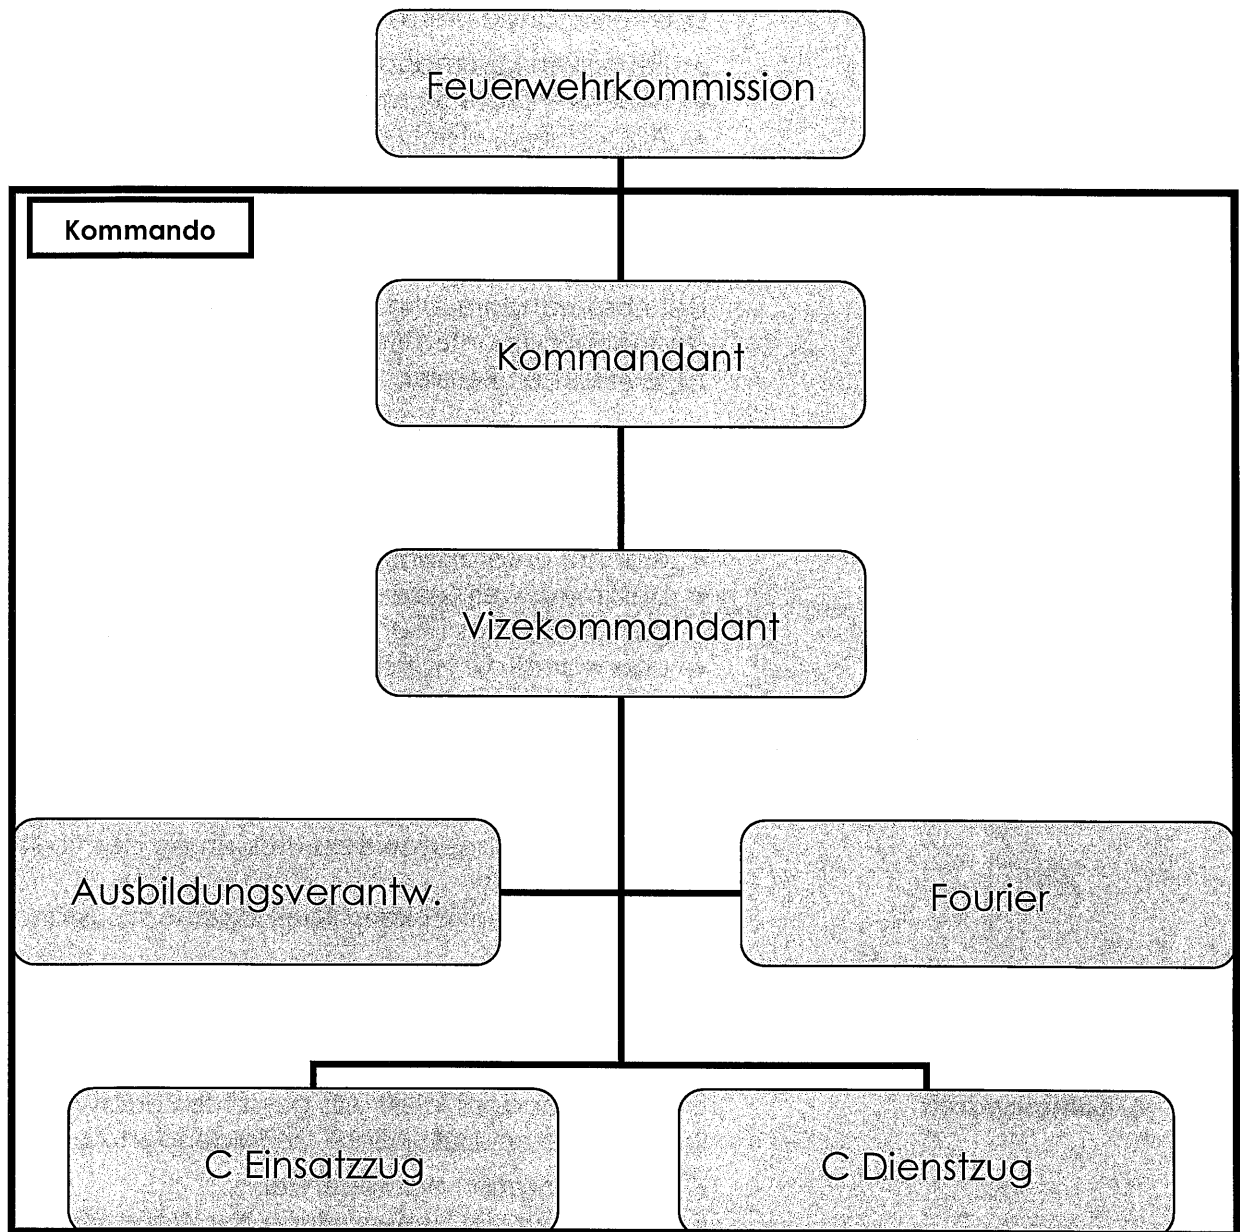 Feuerwehrkommission
Kommando
Kommandant
Vizekommandant
Ausbildungsverantw.
Fourier
C Einsatzzug
C Dienstzug